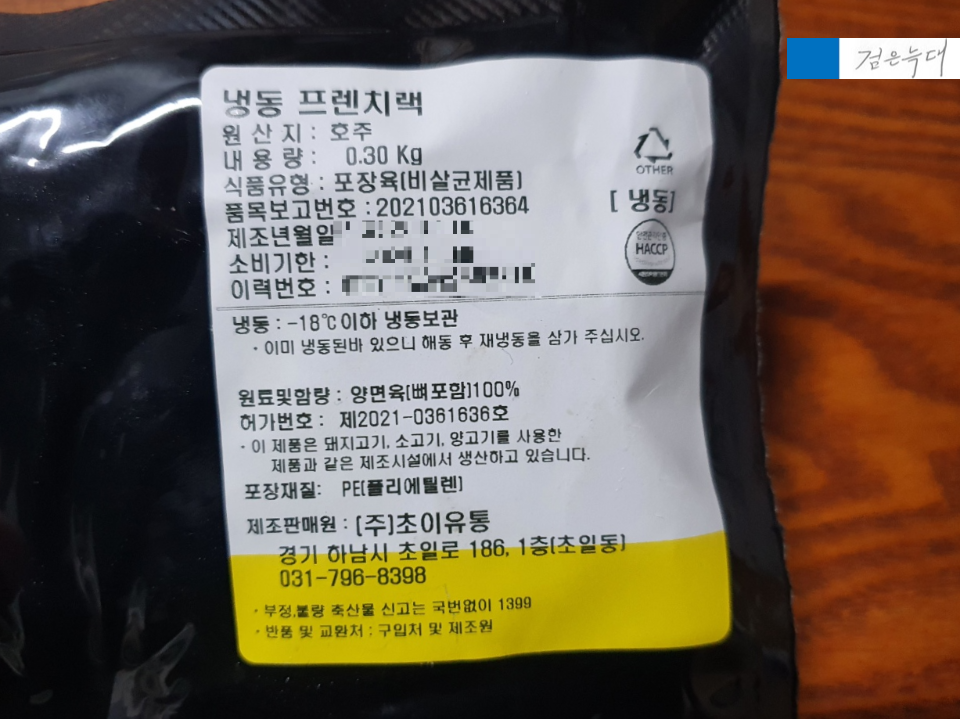 검은늑대
냉동 프렌치랙
원 산 지 : 호주
내 용 량 : 0.30 Kg
OTHER
식품유형 : 포장육(비살균제품)
품목보고번호 : 202103616364
[ 냉동]
제조년월일
소비기한 :
HACCP
이력번호 :
냉동 : -18℃이하 냉동보관
· 이미 냉동된바 있으니 해동 후 재냉동을 삼가 주십시오.
원료및함량 : 양면육(뼈포함)100%
허가번호 : 제2021-0361636호
· 이 제품은 돼지고기, 소고기, 양고기를 사용한
제품과 같은 제조시설에서 생산하고 있습니다.
포장재질: PE(폴리에틸렌)
제조판매원 : (주)초이유통
경기 하남시 초일로 186, 1층(초일동)
031-796-8398
· 부정,불량 축산물 신고는 국번없이 1399
· 반품 및 교환처 : 구입처 및 제조원